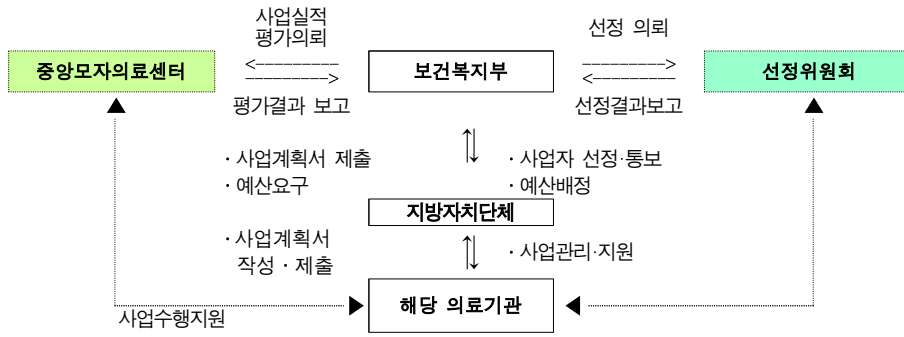 사업실적
평가의뢰
선정 의뢰
<--------- 
--------->
--------->
<---------
중앙모자의료센터
보건복지부
선정위원회
평가결과 보고
선정결과보고
· 사업계획서 제출
· 예산요구
· 사업자 선정·통보
· 예산배정
지방자치단체
· 사업계획서
작성 · 제출
· 사업관리·지원
해당 의료기관
사업수행지원